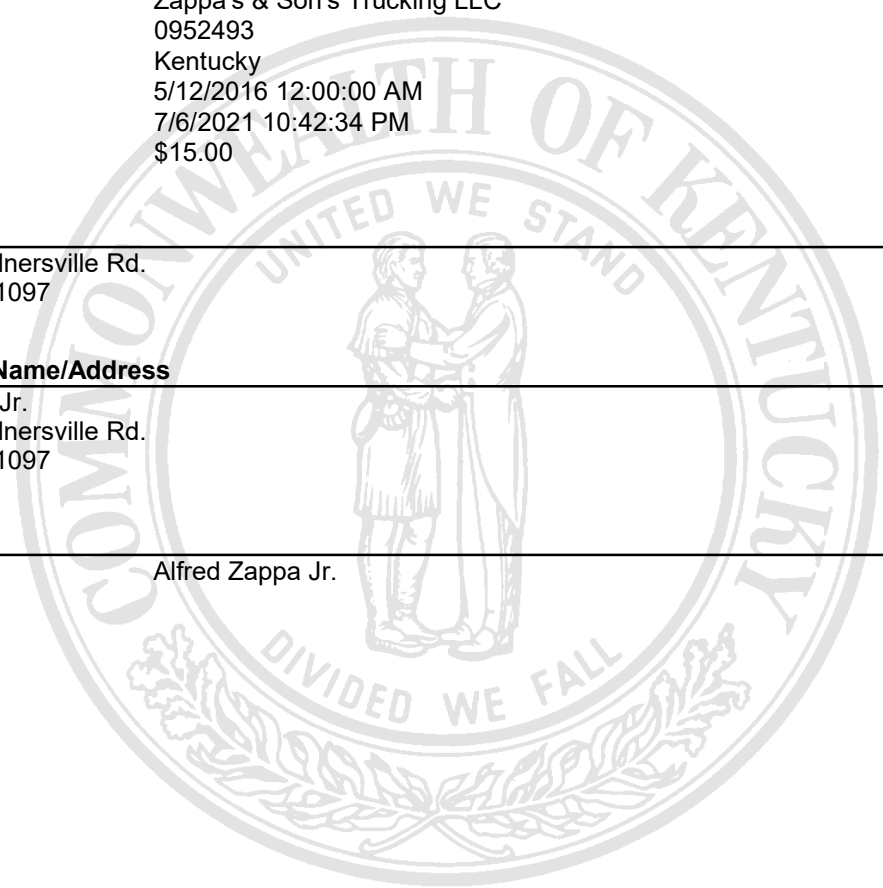 Zappa's & Son's Trucking LLC
0952493
Kentucky
5/12/2016 12:00:00 AM
7/6/2021 10:42:34 PM
$15.00
COMMONWEALTH OF KENTUCKY
UNITED WE STAND
lnersville Rd.
1097
Name/Address
Jr.
lnersville Rd.
1097
Alfred Zappa Jr.
DIVIDED WE FALL